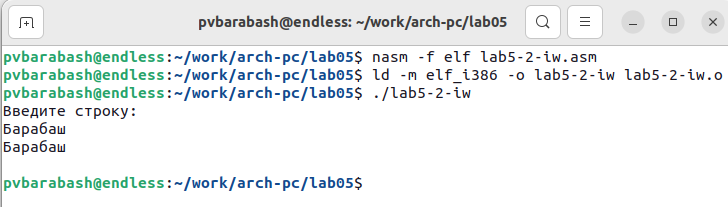 pvbarabash@endless: ~/work/arch-pc/lab05
pvbarabash@endless:~/work/arch-pc/lab05$ nasm -f elf lab5-2-iw.asm
pvbarabash@endless:~/work/arch-pc/lab05$ ld -m elf_i386 -o lab5-2-iw lab5-2-iw.o
pvbarabash@endless:~/work/arch-pc/lab05$ ./lab5-2-iw
Введите строку:
Барабаш
Барабаш
pvbarabash@endless:~/work/arch-pc/lab05$